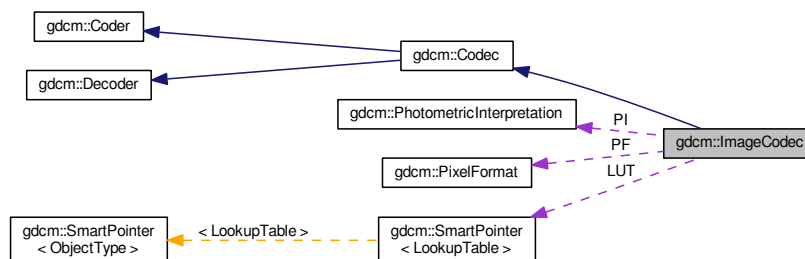 gdcm::Coder
gdcm::Codec
gdcm::Decoder
gdcm::PhotometricInterpretation
PI
gdcm::ImageCodec
PF
gdcm::PixelFormat
LUT
gdcm::SmartPointer
< ObjectType >
< LookupTable >
gdcm::SmartPointer
< LookupTable >